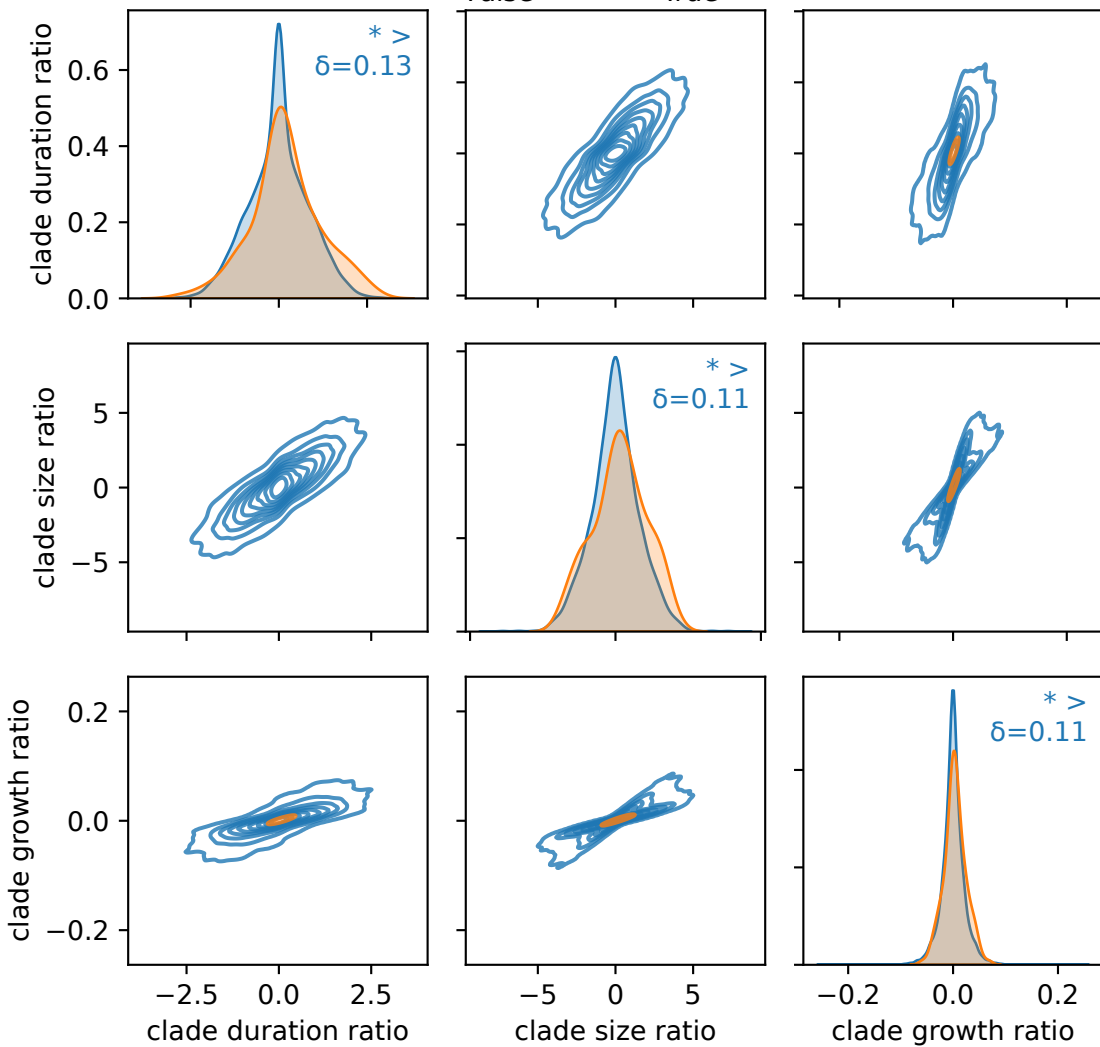 clade duration ratio
0.6
0.4
0.2
0.0
* >
δ=0.13
clade size ratio
5
0
−5
* >
δ=0.11
clade growth ratio
0.2
0.0
−0.2
* >
δ=0.11
−2.5 0.0 2.5
−5 0 5
−0.2 0.0 0.2
clade duration ratio
clade size ratio
clade growth ratio